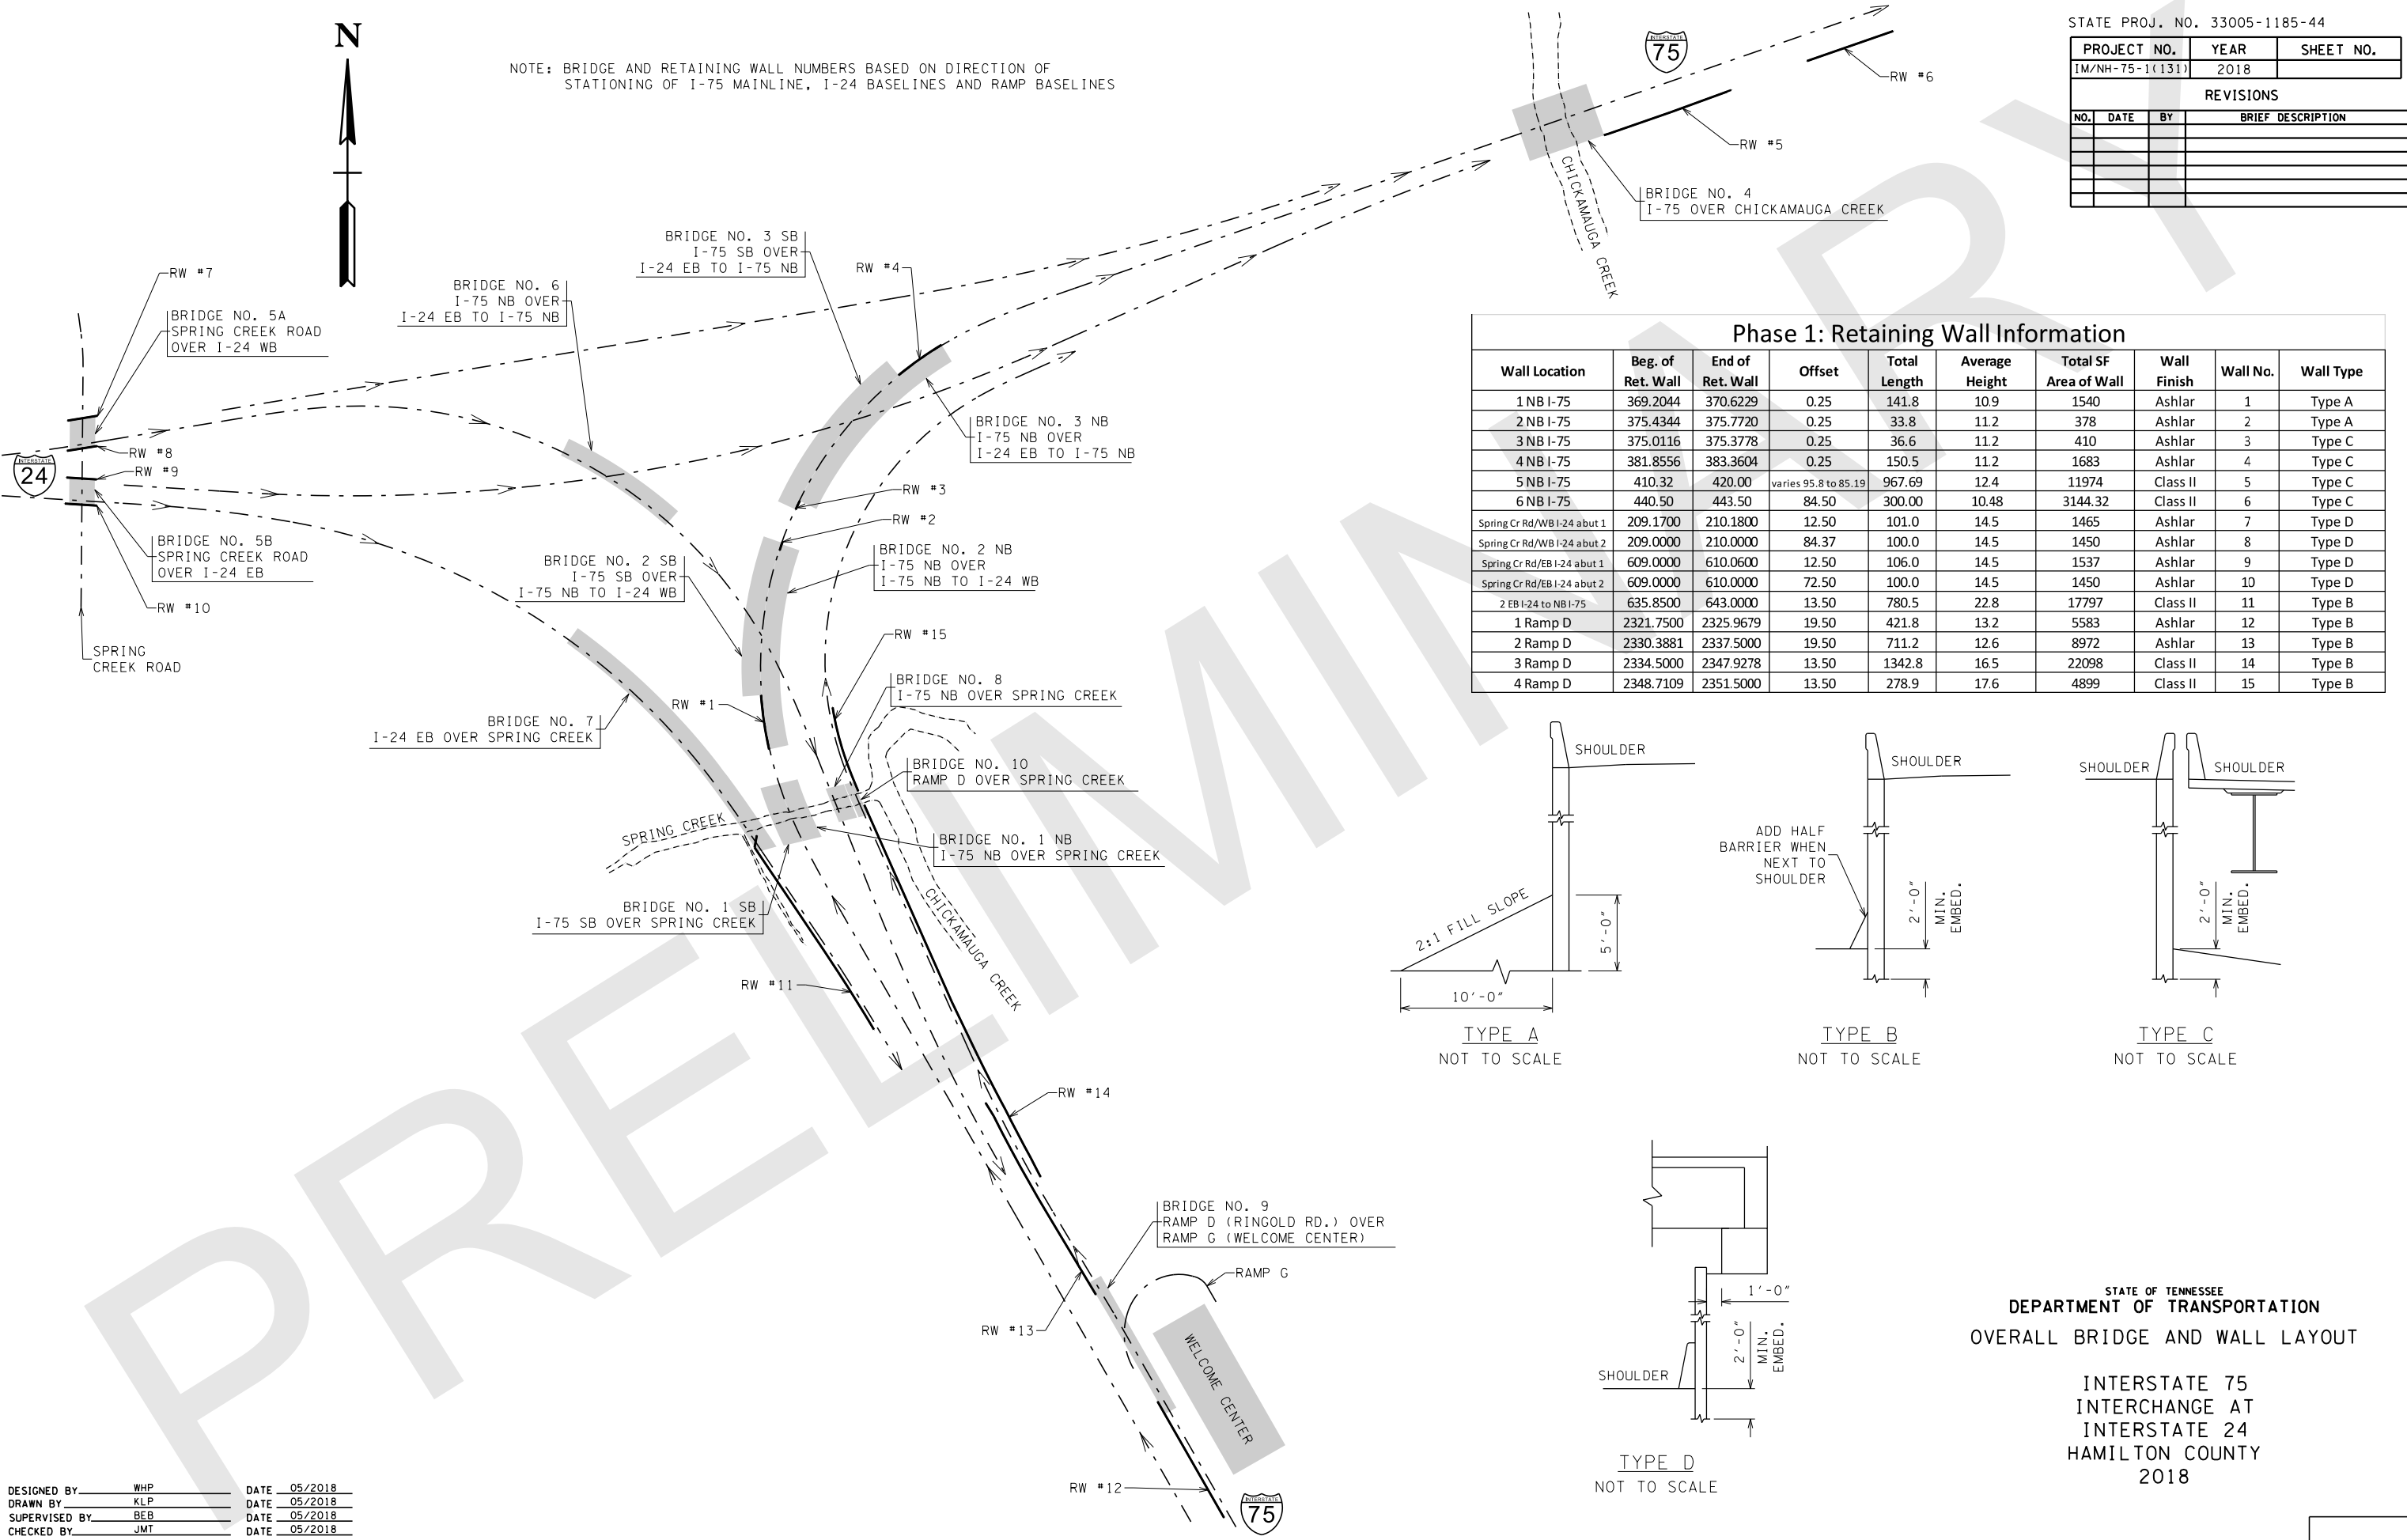 STATE PROJ. NO. 33005-1185-44
PROJECT NO. YEAR SHEET NO.
IM/NH-75-1(131) 2018
REVISIONS
NO. DATE BY BRIEF DESCRIPTION
N
NOTE: BRIDGE AND RETAINING WALL NUMBERS BASED ON DIRECTION OF
STATIONING OF I-75 MAINLINE, I-24 BASELINES AND RAMP BASELINES
INTERSTATE
75
RW #6
RW #5
BRIDGE NO. 4
I-75 OVER CHICKAMAUGA CREEK
CHICKAMAUGA CREEK
BRIDGE NO. 3 SB
I-75 SB OVER
I-24 EB TO I-75 NB
RW #4
RW #7
BRIDGE NO. 6
I-75 NB OVER
I-24 EB TO I-75 NB
BRIDGE NO. 5A
SPRING CREEK ROAD
OVER I-24 WB
BRIDGE NO. 3 NB
I-75 NB OVER
I-24 EB TO I-75 NB
RW #8
INTERSTATE
24
RW #9
RW #3
RW #2
BRIDGE NO. 5B
SPRING CREEK ROAD
OVER I-24 EB
BRIDGE NO. 2 SB
I-75 SB OVER
I-75 NB TO I-24 WB
BRIDGE NO. 2 NB
I-75 NB OVER
I-75 NB TO I-24 WB
RW #10
SPRING
CREEK ROAD
RW #15
BRIDGE NO. 8
I-75 NB OVER SPRING CREEK
RW #1
BRIDGE NO. 7
I-24 EB OVER SPRING CREEK
BRIDGE NO. 10
RAMP D OVER SPRING CREEK
SPRING CREEK
BRIDGE NO. 1 NB
I-75 NB OVER SPRING CREEK
BRIDGE NO. 1 SB
I-75 SB OVER SPRING CREEK
CHICKAMAUGA CREEK
RW #11
RW #14
BRIDGE NO. 9
RAMP D (RINGOLD RD.) OVER
RAMP G (WELCOME CENTER)
RAMP G
RW #13
WELCOME CENTER
RW #12
INTERSTATE
75
Phase 1: Retaining Wall Information
Wall Location Beg. of Ret. Wall End of Ret. Wall Offset Total Length Average Height Total SF Area of Wall Wall Finish Wall No. Wall Type
1 NB I-75 369.2044 370.6229 0.25 141.8 10.9 1540 Ashlar 1 Type A
2 NB I-75 375.4344 375.7720 0.25 33.8 11.2 378 Ashlar 2 Type A
3 NB I-75 375.0116 375.3778 0.25 36.6 11.2 410 Ashlar 3 Type C
4 NB I-75 381.8556 383.3604 0.25 150.5 11.2 1683 Ashlar 4 Type C
5 NB I-75 410.32 420.00 varies 95.8 to 85.19 967.69 12.4 11974 Class II 5 Type C
6 NB I-75 440.50 443.50 84.50 300.00 10.48 3144.32 Class II 6 Type C
Spring Cr Rd/WB I-24 abut 1 209.1700 210.1800 12.50 101.0 14.5 1465 Ashlar 7 Type D
Spring Cr Rd/WB I-24 abut 2 209.0000 210.0000 84.37 100.0 14.5 1450 Ashlar 8 Type D
Spring Cr Rd/EB I-24 abut 1 609.0000 610.0600 12.50 106.0 14.5 1537 Ashlar 9 Type D
Spring Cr Rd/EB I-24 abut 2 609.0000 610.0000 72.50 100.0 14.5 1450 Ashlar 10 Type D
2 EB I-24 to NB I-75 635.8500 643.0000 13.50 780.5 22.8 17797 Class II 11 Type B
1 Ramp D 2321.7500 2325.9679 19.50 421.8 13.2 5583 Ashlar 12 Type B
2 Ramp D 2330.3881 2337.5000 19.50 711.2 12.6 8972 Ashlar 13 Type B
3 Ramp D 2334.5000 2347.9278 13.50 1342.8 16.5 22098 Class II 14 Type B
4 Ramp D 2348.7109 2351.5000 13.50 278.9 17.6 4899 Class II 15 Type B
SHOULDER
2:1 FILL SLOPE
5'-0"
10'-0"
TYPE A
NOT TO SCALE
SHOULDER
ADD HALF
BARRIER WHEN
NEXT TO
SHOULDER
2'-0"
MIN.
EMBED.
TYPE B
NOT TO SCALE
SHOULDER
SHOULDER
2'-0"
MIN.
EMBED.
TYPE C
NOT TO SCALE
1'-0"
2'-0"
MIN.
EMBED.
SHOULDER
TYPE D
NOT TO SCALE
STATE OF TENNESSEE
DEPARTMENT OF TRANSPORTATION
OVERALL BRIDGE AND WALL LAYOUT
INTERSTATE 75
INTERCHANGE AT
INTERSTATE 24
HAMILTON COUNTY
2018
DESIGNED BY WHP DATE 05/2018
DRAWN BY KLP DATE 05/2018
SUPERVISED BY BEB DATE 05/2018
CHECKED BY JMT DATE 05/2018
PRELIMINARY